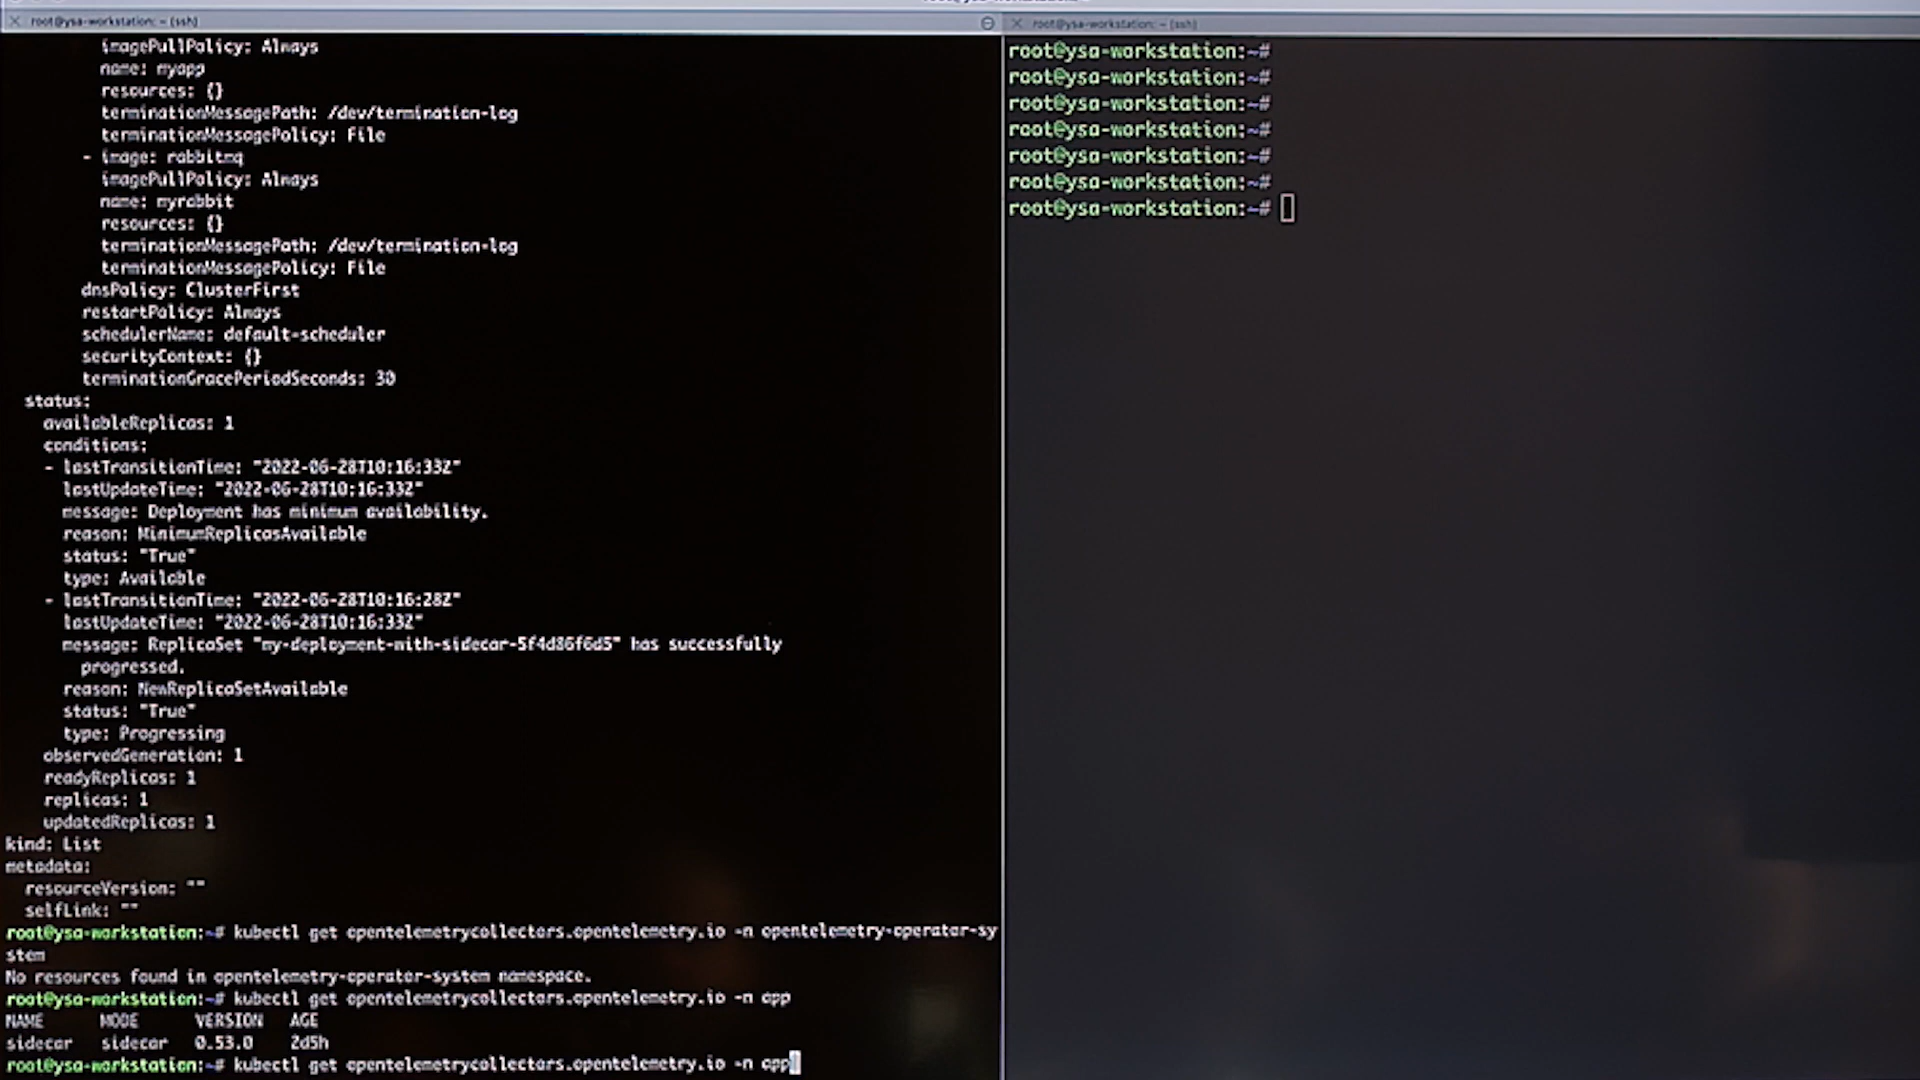 root@ysa-workstation: ~ (ssh)
imagePullPolicy: Always
name: myapp
resources: {}
terminationMessagePath: /dev/termination-log
terminationMessagePolicy: File
- image: rabbitmq
imagePullPolicy: Always
name: myrabbit
resources: {}
terminationMessagePath: /dev/termination-log
terminationMessagePolicy: File
dnsPolicy: ClusterFirst
restartPolicy: Always
schedulerName: default-scheduler
securityContext: {}
terminationGracePeriodSeconds: 30
status:
availableReplicas: 1
conditions:
- lastTransitionTime: "2022-06-28T10:16:33Z"
lastUpdateTime: "2022-06-28T10:16:33Z"
message: Deployment has minimum availability.
reason: MinimumReplicasAvailable
status: "True"
type: Available
- lastTransitionTime: "2022-06-28T10:16:28Z"
lastUpdateTime: "2022-06-28T10:16:33Z"
message: ReplicaSet "my-deployment-with-sidecar-5f4d86f6d5" has successfully
progressed.
reason: NewReplicaSetAvailable
status: "True"
type: Progressing
observedGeneration: 1
readyReplicas: 1
replicas: 1
updatedReplicas: 1
kind: List
metadata:
resourceVersion: ""
selfLink: ""
root@ysa-workstation:~# kubectl get opentelemetrycollectors.opentelemetry.io -n opentelemetry-operator-sy
stem
No resources found in opentelemetry-operator-system namespace.
root@ysa-workstation:~# kubectl get opentelemetrycollectors.opentelemetry.io -n app
NAME MODE VERSION AGE
sidecar sidecar 0.53.0 2d5h
root@ysa-workstation:~# kubectl get opentelemetrycollectors.opentelemetry.io -n app
root@ysa-workstation: ~ (ssh)
root@ysa-workstation:~#
root@ysa-workstation:~#
root@ysa-workstation:~#
root@ysa-workstation:~#
root@ysa-workstation:~#
root@ysa-workstation:~#
root@ysa-workstation:~#